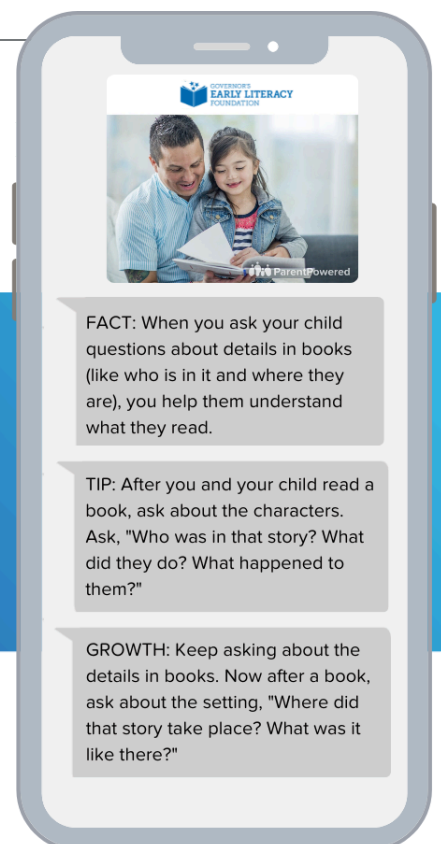 GOVERNOR'S
EARLY LITERACY
FOUNDATION
ParentPowered
FACT: When you ask your child
questions about details in books
(like who is in it and where they
are), you help them understand
what they read.
TIP: After you and your child read a
book, ask about the characters.
Ask, "Who was in that story? What
did they do? What happened to
them?"
GROWTH: Keep asking about the
details in books. Now after a book,
ask about the setting, "Where did
that story take place? What was it
like there?"